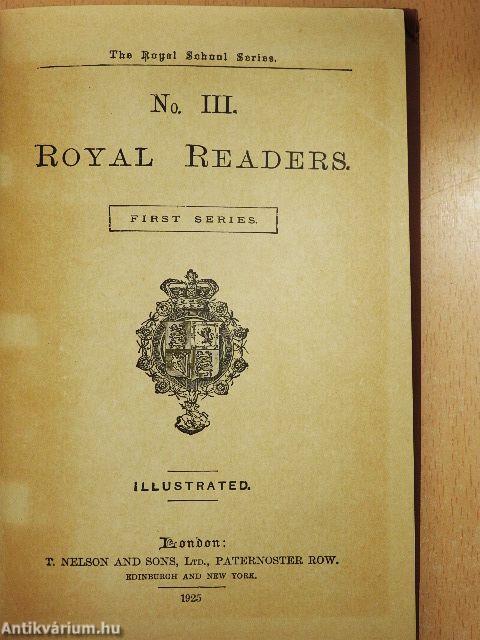 The Royal School Series.
No. III.
ROYAL READERS.
FIRST SERIES.
ILLUSTRATED.
London:
T. NELSON AND SONS, LTD., PATERNOSTER ROW.
EDINBURGH AND NEW YORK.
1925
Antikvárium.hu